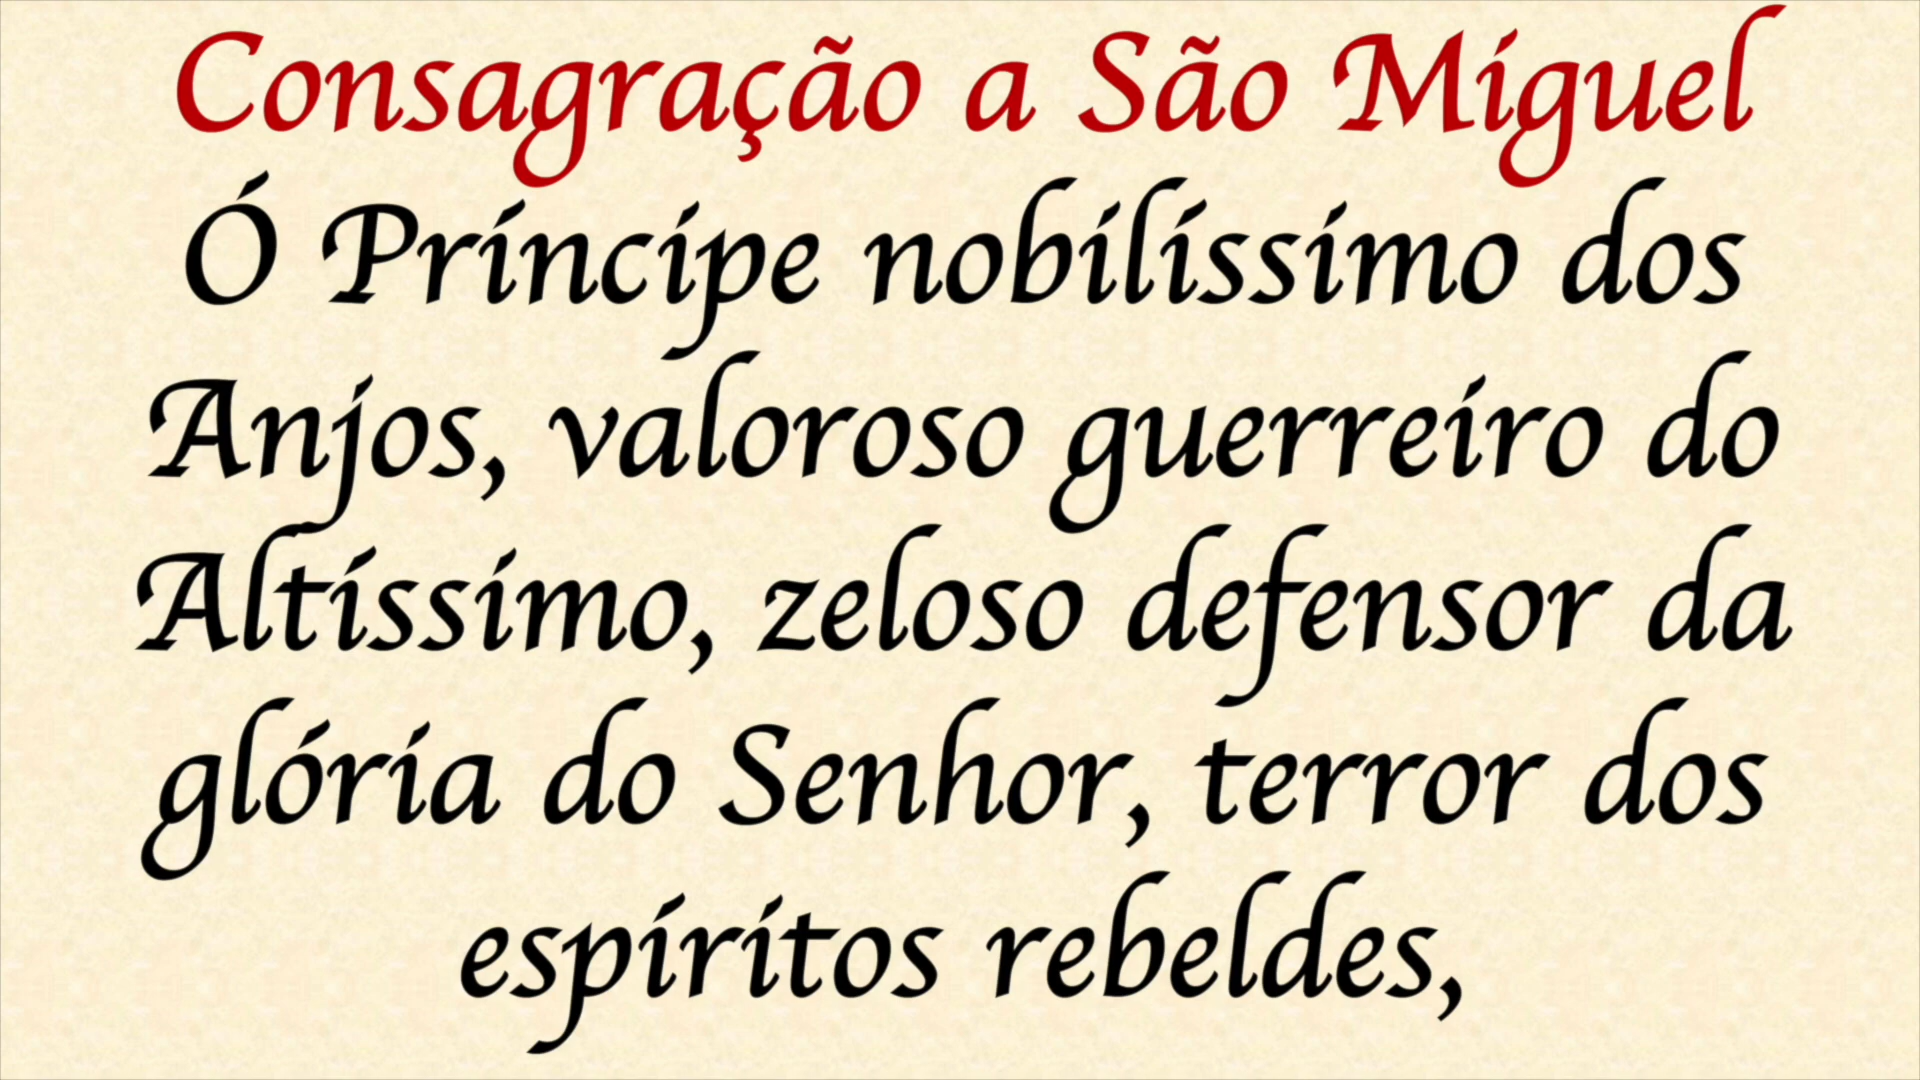 Consagração a São Miguel
Ó Príncipe nobilíssimo dos
Anjos, valoroso guerreiro do
Altíssimo, zeloso defensor da
glória do Senhor, terror dos
espíritos rebeldes,